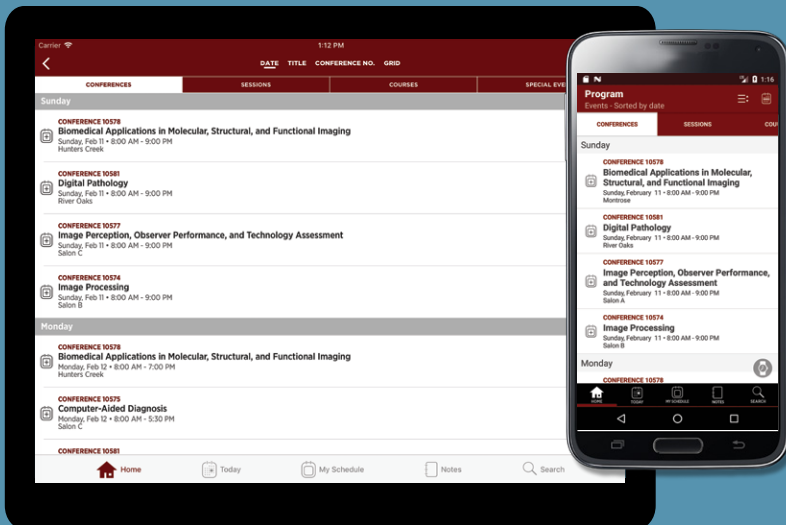 Carrier
1:12 PM
DATE TITLE CONFERENCE NO. GRID
CONFERENCES SESSIONS COURSES SPECIAL EVE
Sunday
CONFERENCE 10578
Biomedical Applications in Molecular, Structural, and Functional Imaging
Sunday, Feb 11 • 8:00 AM - 9:00 PM
Hunters Creek
CONFERENCE 10581
Digital Pathology
Sunday, Feb 11 • 8:00 AM - 9:00 PM
River Oaks
CONFERENCE 10577
Image Perception, Observer Performance, and Technology Assessment
Sunday, Feb 11 • 8:00 AM - 9:00 PM
Salon C
CONFERENCE 10574
Image Processing
Sunday, Feb 11 • 8:00 AM - 9:00 PM
Salon B
Monday
CONFERENCE 10578
Biomedical Applications in Molecular, Structural, and Functional Imaging
Monday, Feb 12 • 8:00 AM - 7:00 PM
Hunters Creek
CONFERENCE 10575
Computer-Aided Diagnosis
Monday, Feb 12 • 8:00 AM - 5:30 PM
Salon C
CONFERENCE 10581
Home Today My Schedule Notes Search
1:16
Program
Events - Sorted by date
CONFERENCES SESSIONS COU
Sunday
CONFERENCE 10578
Biomedical Applications in Molecular,
Structural, and Functional Imaging
Sunday, February 11 • 8:00 AM - 9:00 PM
Montrose
CONFERENCE 10581
Digital Pathology
Sunday, February 11 • 8:00 AM - 9:00 PM
River Oaks
CONFERENCE 10577
Image Perception, Observer Performance,
and Technology Assessment
Sunday, February 11 • 8:00 AM - 9:00 PM
Salon A
CONFERENCE 10574
Image Processing
Sunday, February 11 • 8:00 AM - 9:00 PM
Salon B
Monday
CONFERENCE 10578
HOME TODAY MY SCHEDULE NOTES SEARCH